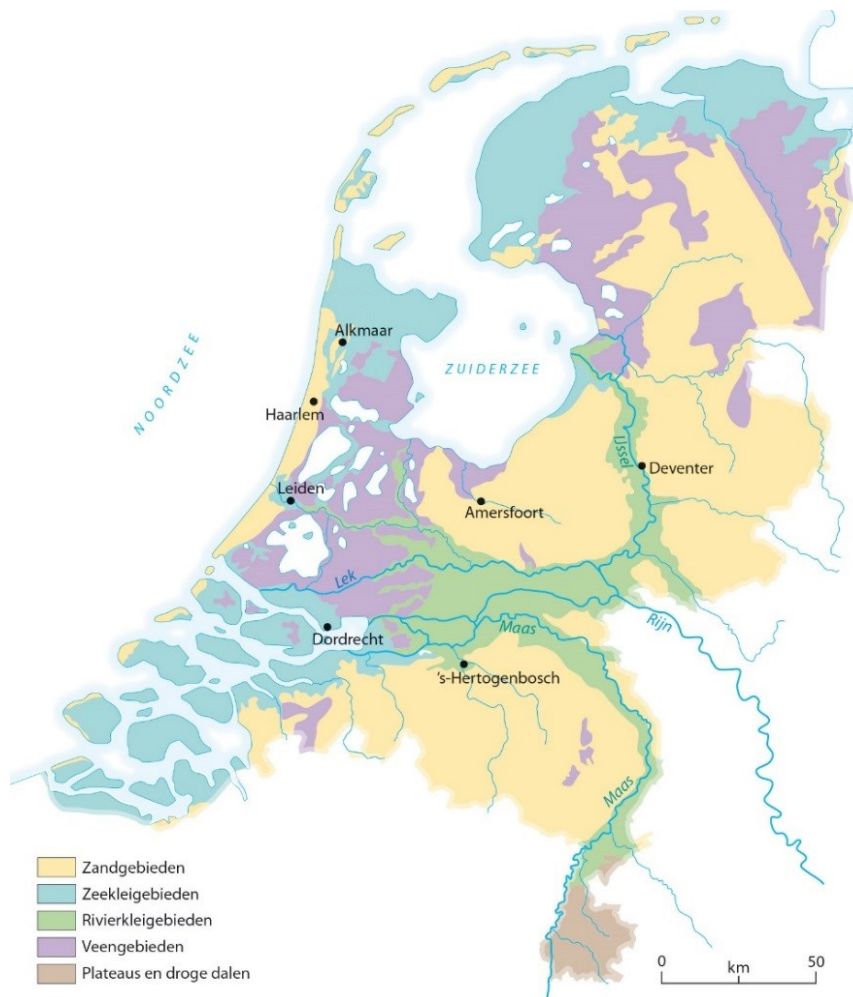 Alkmaar
NOORDZEE
ZUIDERZEE
Haarlem
IJssel
Deventer
Leiden
Amersfoort
Lek
Rijn
Dordrecht
Maas
's-Hertogenbosch
Maas
Zandgebieden
Zeekleigebieden
Rivierkleigebieden
Veengebieden
Plateaus en droge dalen
0 50
km